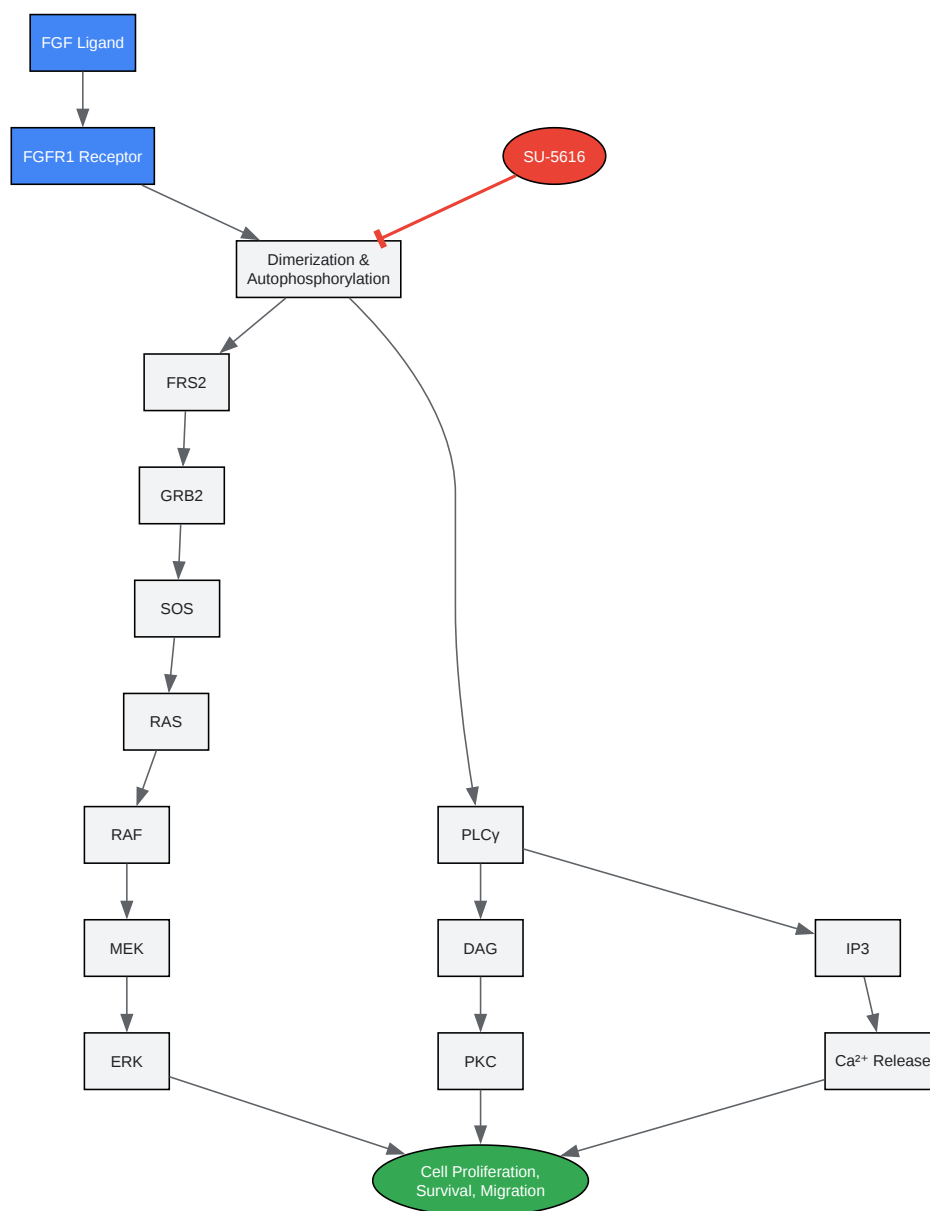 FGF Ligand
FGFR1 Receptor
SU-5616
Dimerization &
Autophosphorylation
FRS2
GRB2
SOS
RAS
RAF
PLCγ
MEK
DAG
IP3
ERK
PKC
Ca²⁺ Release
Cell Proliferation,
Survival, Migration